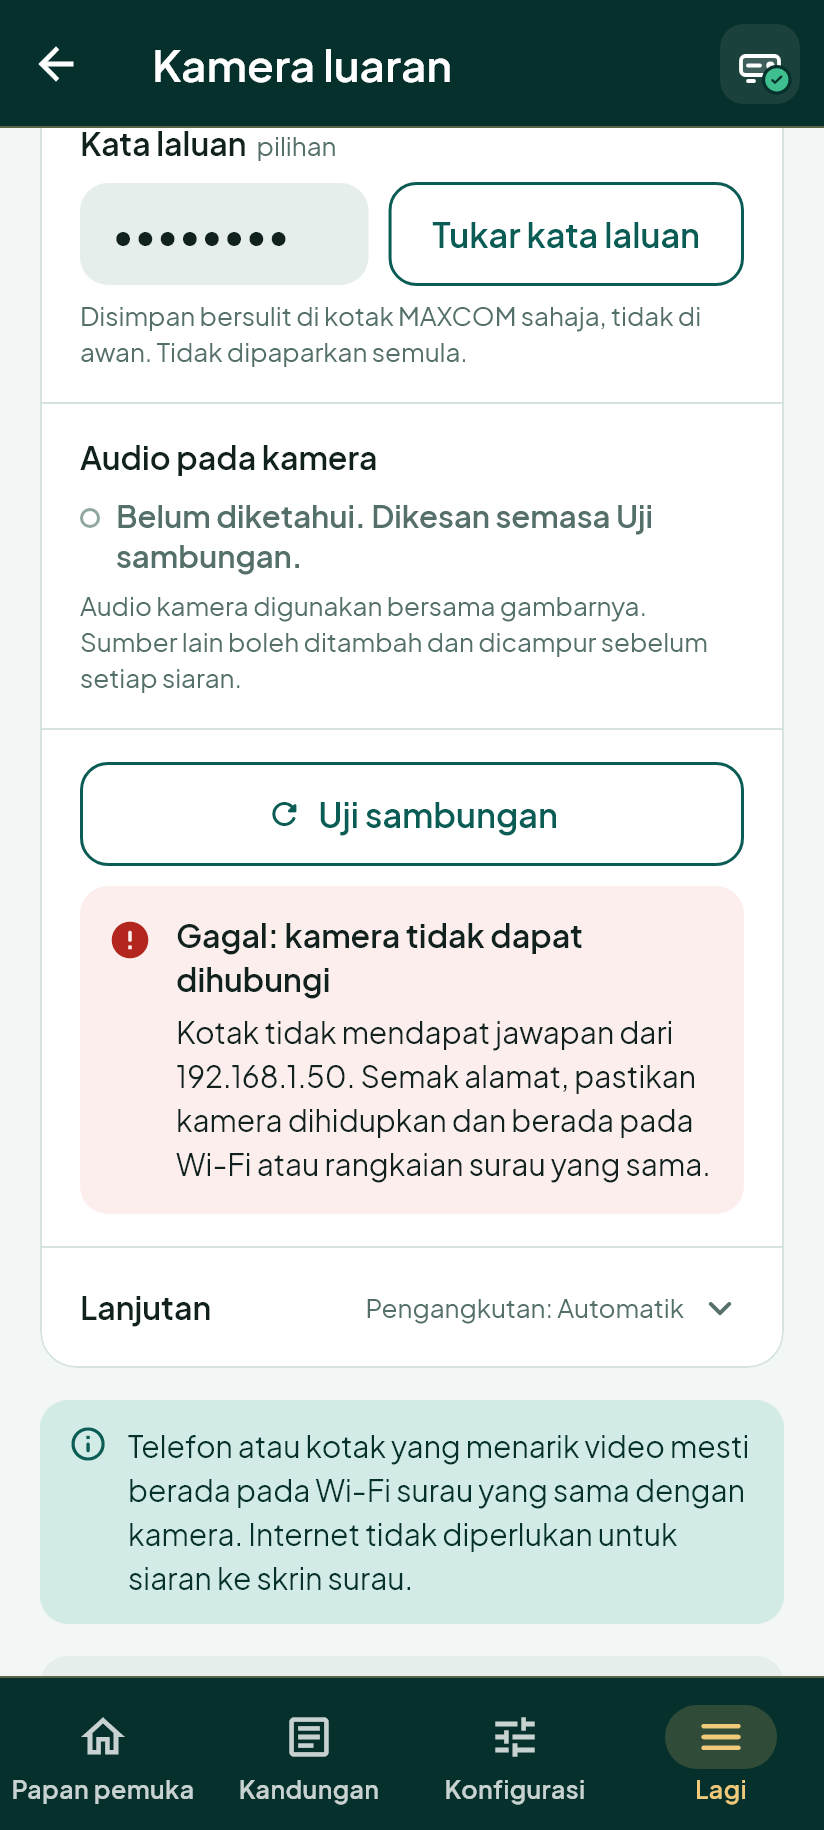 Kamera luaran
Kata laluan pilihan
••••••••
Tukar kata laluan
Disimpan bersulit di kotak MAXCOM sahaja, tidak di
awan. Tidak dipaparkan semula.
Audio pada kamera
Belum diketahui. Dikesan semasa Uji
sambungan.
Audio kamera digunakan bersama gambarnya.
Sumber lain boleh ditambah dan dicampur sebelum
setiap siaran.
Uji sambungan
Gagal: kamera tidak dapat
dihubungi
Kotak tidak mendapat jawapan dari
192.168.1.50. Semak alamat, pastikan
kamera dihidupkan dan berada pada
Wi-Fi atau rangkaian surau yang sama.
Lanjutan
Pengangkutan: Automatik
Telefon atau kotak yang menarik video mesti
berada pada Wi-Fi surau yang sama dengan
kamera. Internet tidak diperlukan untuk
siaran ke skrin surau.
Papan pemuka
Kandungan
Konfigurasi
Lagi